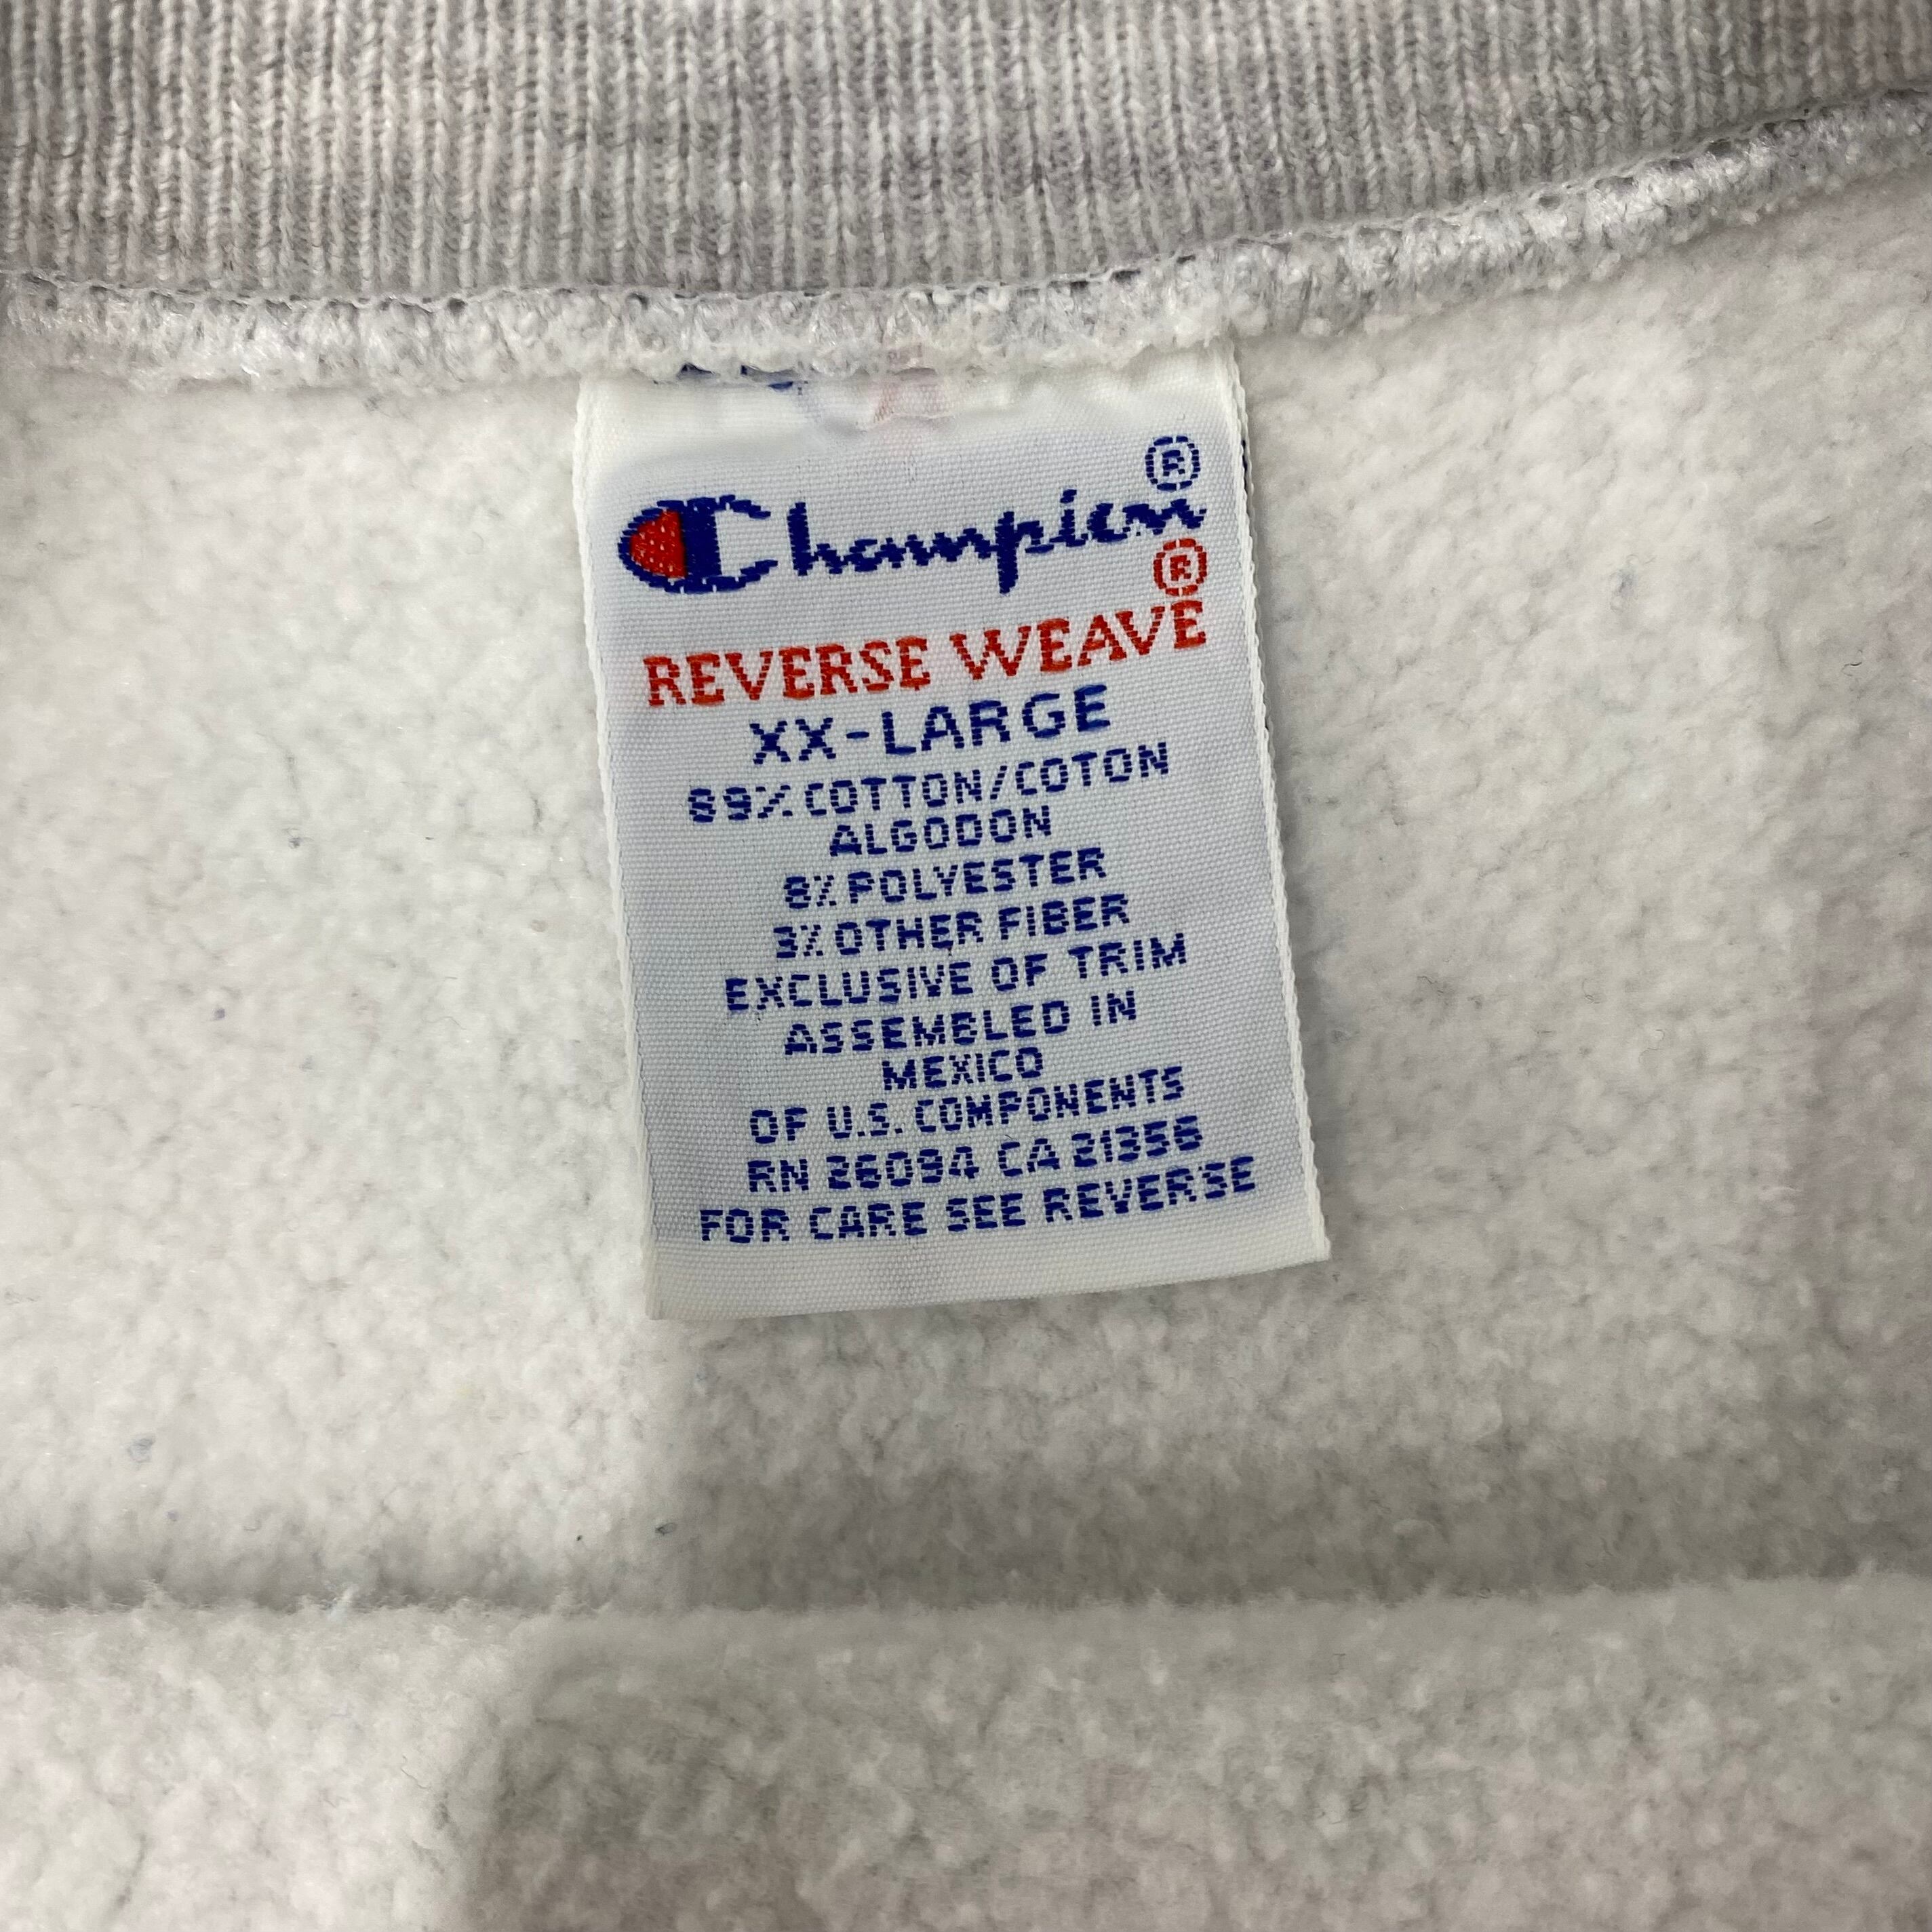 Champion®
REVERSE WEAVE®
XX-LARGE
89% COTTON/COTON
ALGODON
8% POLYESTER
3% OTHER FIBER
EXCLUSIVE OF TRIM
ASSEMBLED IN
MEXICO
OF U.S. COMPONENTS
RN 26094 CA 21356
FOR CARE SEE REVERSE